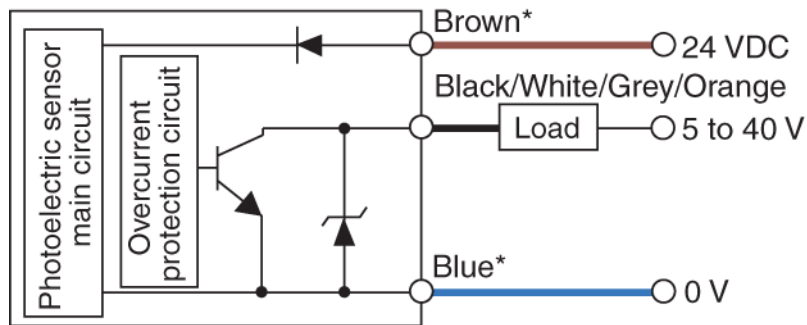 Brown*
24 VDC
Black/White/Grey/Orange
Load
5 to 40 V
Photoelectric sensor
main circuit
Overcurrent
protection circuit
Blue*
0 V